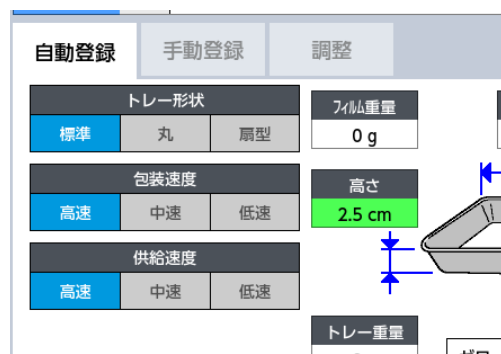 自動登録 手動登録 調整
トレー形状
標準 丸 扇型
フィルム重量
0 g
包装速度
高速 中速 低速
高さ
2.5 cm
供給速度
高速 中速 低速
トレー重量